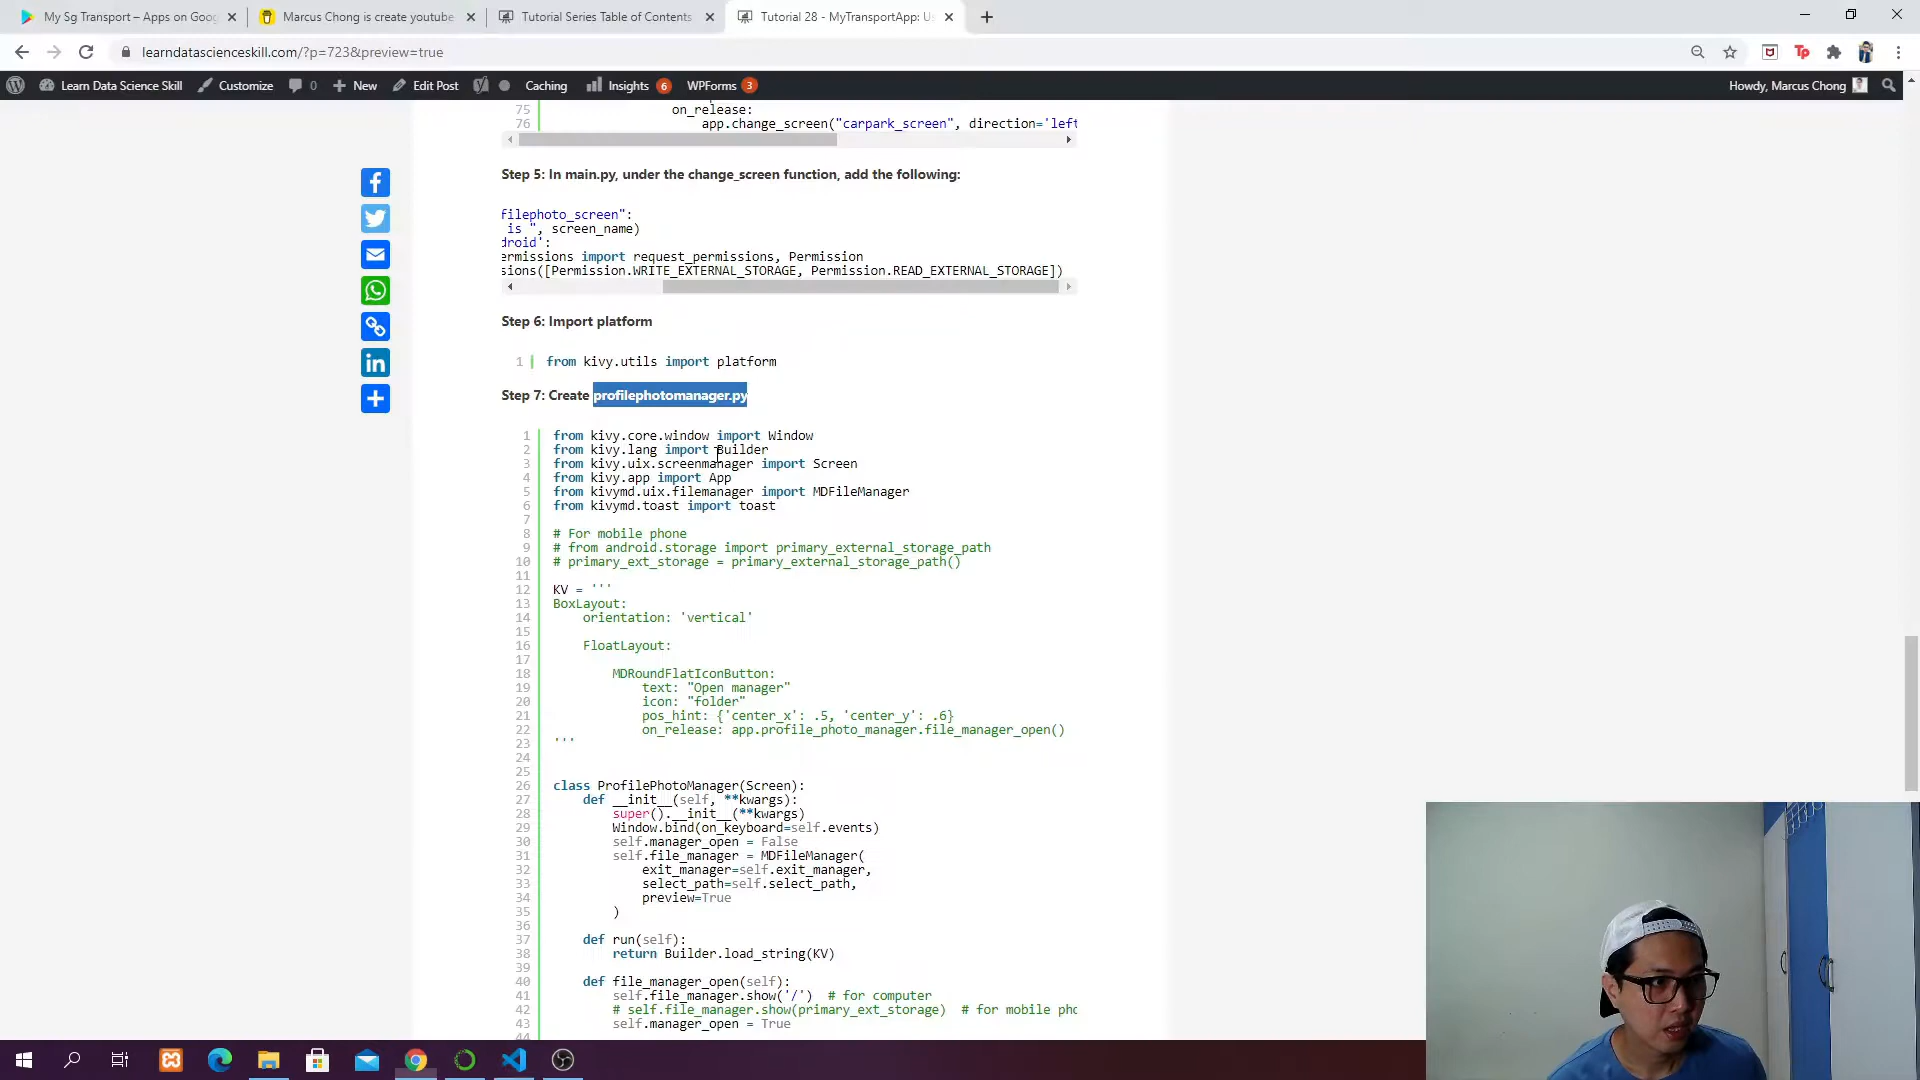 My Sg Transport – Apps on Goo
Marcus Chong is create youtube
Tutorial Series Table of Contents
Tutorial 28 - MyTransportApp: U
learndatascienceskill.com/?p=723&preview=true
Learn Data Science Skill
Customize
0
New
Edit Post
Caching
Insights 6
WPForms 3
Howdy, Marcus Chong
75 on_release:
76 app.change_screen("carpark_screen", direction='left
Step 5: In main.py, under the change_screen function, add the following:
filephoto_screen":
is ", screen_name)
droid':
ermissions import request_permissions, Permission
sions([Permission.WRITE_EXTERNAL_STORAGE, Permission.READ_EXTERNAL_STORAGE])
Step 6: Import platform
1 from kivy.utils import platform
Step 7: Create profilephotomanager.py
1 from kivy.core.window import Window
2 from kivy.lang import Builder
3 from kivy.uix.screenmanager import Screen
4 from kivy.app import App
5 from kivymd.uix.filemanager import MDFileManager
6 from kivymd.toast import toast
7
8 # For mobile phone
9 # from android.storage import primary_external_storage_path
10 # primary_ext_storage = primary_external_storage_path()
11
12 KV = '''
13 BoxLayout:
14 orientation: 'vertical'
15
16 FloatLayout:
17
18 MDRoundFlatIconButton:
19 text: "Open manager"
20 icon: "folder"
21 pos_hint: {'center_x': .5, 'center_y': .6}
22 on_release: app.profile_photo_manager.file_manager_open()
23 '''
24
25
26 class ProfilePhotoManager(Screen):
27 def __init__(self, **kwargs):
28 super().__init__(**kwargs)
29 Window.bind(on_keyboard=self.events)
30 self.manager_open = False
31 self.file_manager = MDFileManager(
32 exit_manager=self.exit_manager,
33 select_path=self.select_path,
34 preview=True
35 )
36
37 def run(self):
38 return Builder.load_string(KV)
39
40 def file_manager_open(self):
41 self.file_manager.show('/') # for computer
42 # self.file_manager.show(primary_ext_storage) # for mobile pho
43 self.manager_open = True
44